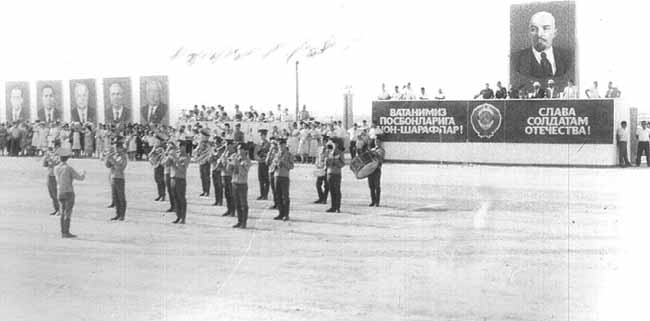 ВАТАНИМИЗ
ПОСБОНЛАРИГА
ШОН-ШАРАФЛАР!
СЛАВА
СОЛДАТАМ
ОТЕЧЕСТВА!